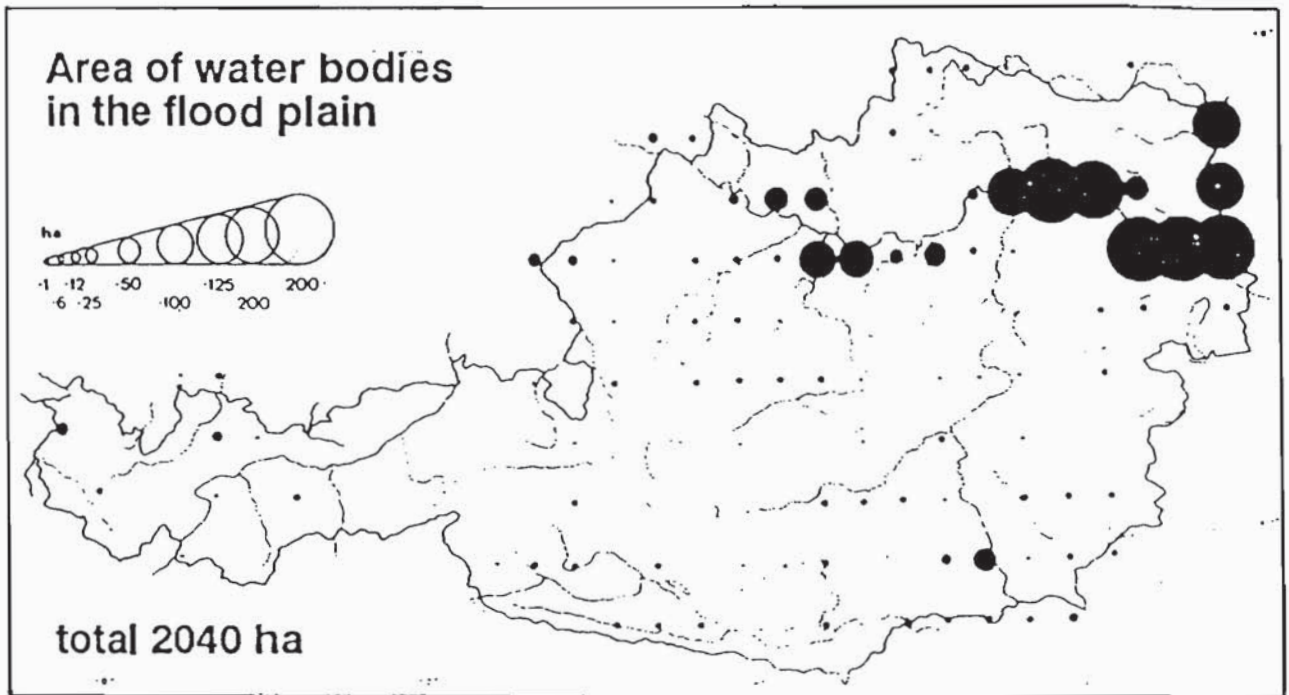 Area of water bodies
in the flood plain
ha
·1 ·12 ·50 ·125 200·
·6 ·25 ·100 200
total 2040 ha